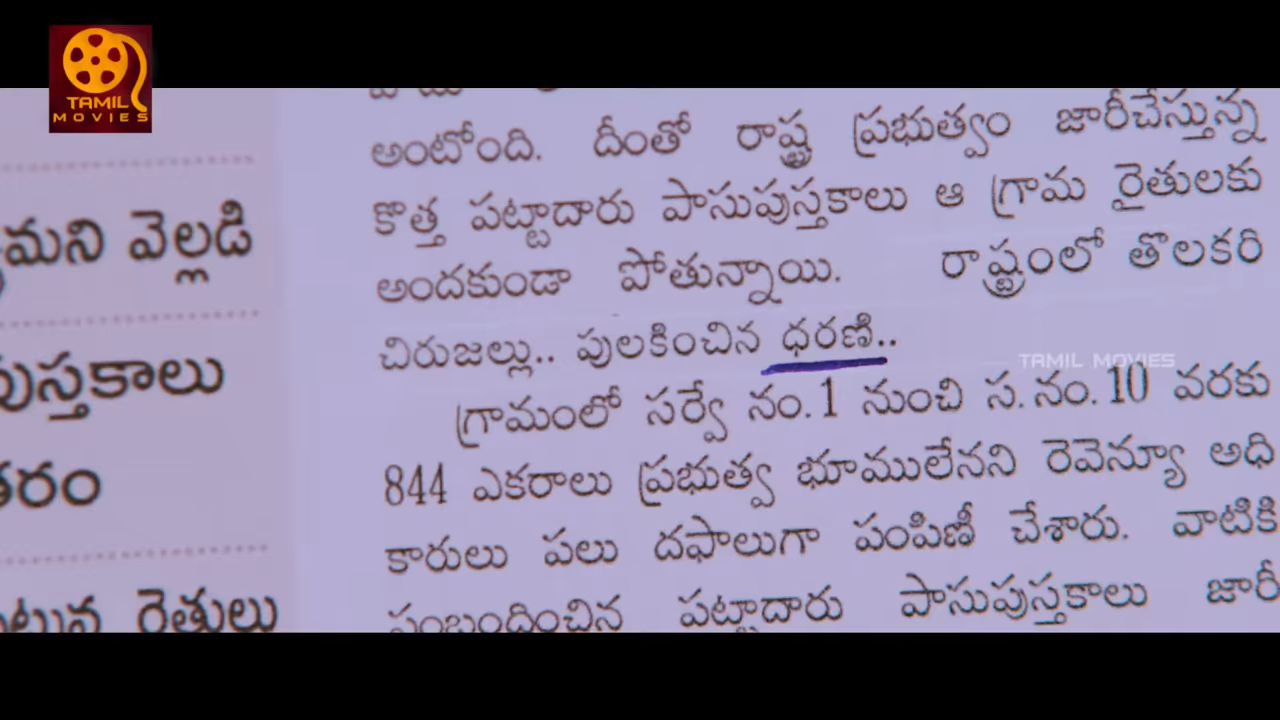 TAMIL
MOVIES
అంటోంది. దీంతో రాష్ట్ర ప్రభుత్వం జారీచేస్తున్న
కొత్త పట్టాదారు పాసుపుస్తకాలు ఆ గ్రామ రైతులకు
అందకుండా పోతున్నాయి. రాష్ట్రంలో తొలకరి
చిరుజల్లు.. పులకించిన ధరణి..
TAMIL MOVIES
గ్రామంలో సర్వే నం.1 నుంచి స.నం.10 వరకు
844 ఎకరాలు ప్రభుత్వ భూములేనని రెవెన్యూ అధి
కారులు పలు దఫాలుగా పంపిణీ చేశారు. వాటికి
సంబంధించిన పట్టాదారు పాసుపుస్తకాలు జారీ
మని వెల్లడి
పుస్తకాలు
తరం
రైతులు